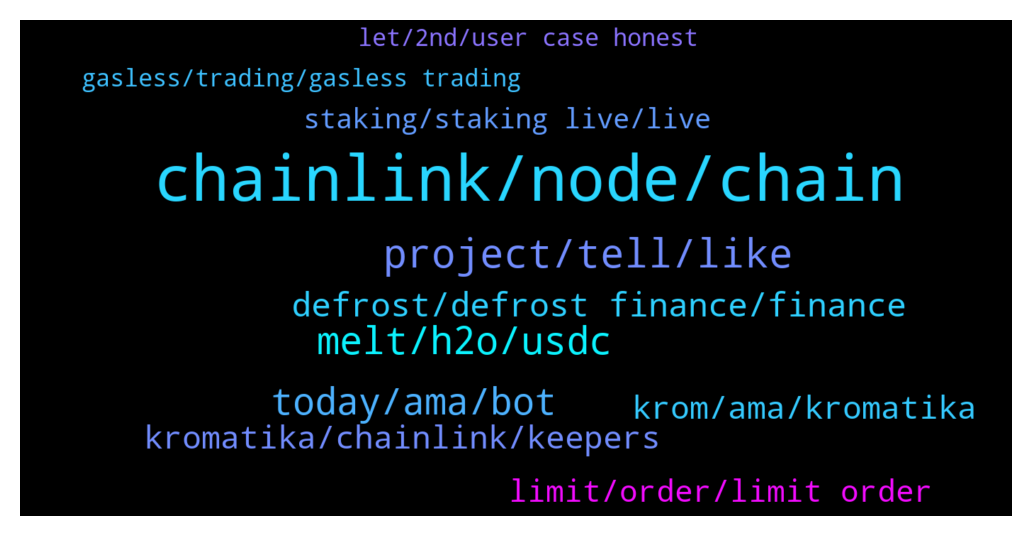 let/2nd/user case honest
gasless/trading/gasless trading
staking/staking live/live
chainlink/node/chain
project/tell/like
defrost/defrost finance/finance
melt/h2o/usdc
today/ama/bot
krom/ama/kromatika
kromatika/chainlink/keepers
limit/order/limit order